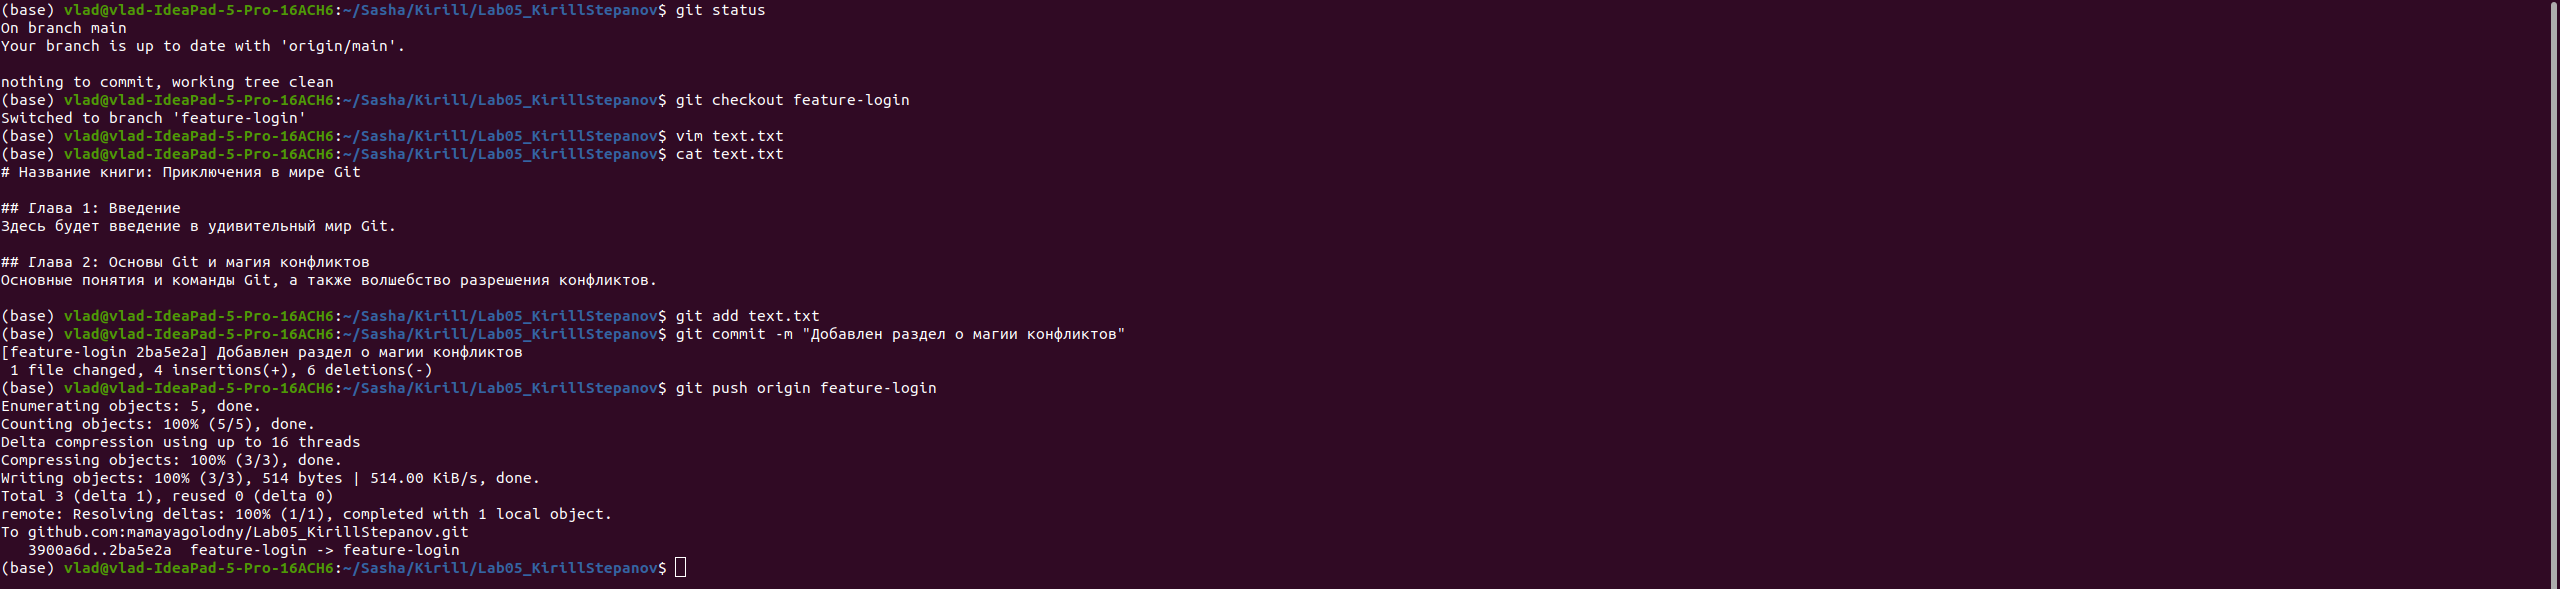 (base) vlad@vlad-IdeaPad-5-Pro-16ACH6:~/Sasha/Kirill/Lab05_KirillStepanov$ git status
On branch main
Your branch is up to date with 'origin/main'.
nothing to commit, working tree clean
(base) vlad@vlad-IdeaPad-5-Pro-16ACH6:~/Sasha/Kirill/Lab05_KirillStepanov$ git checkout feature-login
Switched to branch 'feature-login'
(base) vlad@vlad-IdeaPad-5-Pro-16ACH6:~/Sasha/Kirill/Lab05_KirillStepanov$ vim text.txt
(base) vlad@vlad-IdeaPad-5-Pro-16ACH6:~/Sasha/Kirill/Lab05_KirillStepanov$ cat text.txt
# Название книги: Приключения в мире Git
## Глава 1: Введение
Здесь будет введение в удивительный мир Git.
## Глава 2: Основы Git и магия конфликтов
Основные понятия и команды Git, а также волшебство разрешения конфликтов.
(base) vlad@vlad-IdeaPad-5-Pro-16ACH6:~/Sasha/Kirill/Lab05_KirillStepanov$ git add text.txt
(base) vlad@vlad-IdeaPad-5-Pro-16ACH6:~/Sasha/Kirill/Lab05_KirillStepanov$ git commit -m "Добавлен раздел о магии конфликтов"
[feature-login 2ba5e2a] Добавлен раздел о магии конфликтов
 1 file changed, 4 insertions(+), 6 deletions(-)
(base) vlad@vlad-IdeaPad-5-Pro-16ACH6:~/Sasha/Kirill/Lab05_KirillStepanov$ git push origin feature-login
Enumerating objects: 5, done.
Counting objects: 100% (5/5), done.
Delta compression using up to 16 threads
Compressing objects: 100% (3/3), done.
Writing objects: 100% (3/3), 514 bytes | 514.00 KiB/s, done.
Total 3 (delta 1), reused 0 (delta 0)
remote: Resolving deltas: 100% (1/1), completed with 1 local object.
To github.com:mamayagolodny/Lab05_KirillStepanov.git
   3900a6d..2ba5e2a  feature-login -> feature-login
(base) vlad@vlad-IdeaPad-5-Pro-16ACH6:~/Sasha/Kirill/Lab05_KirillStepanov$